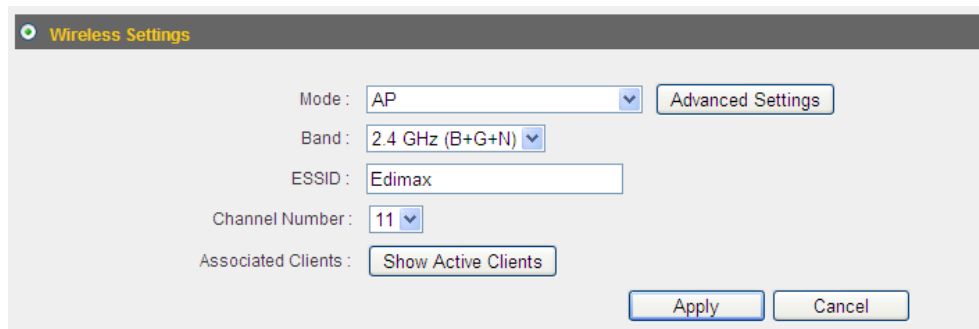 Wireless Settings
Mode : AP Advanced Settings
Band : 2.4 GHz (B+G+N)
ESSID : Edimax
Channel Number : 11
Associated Clients : Show Active Clients
Apply Cancel